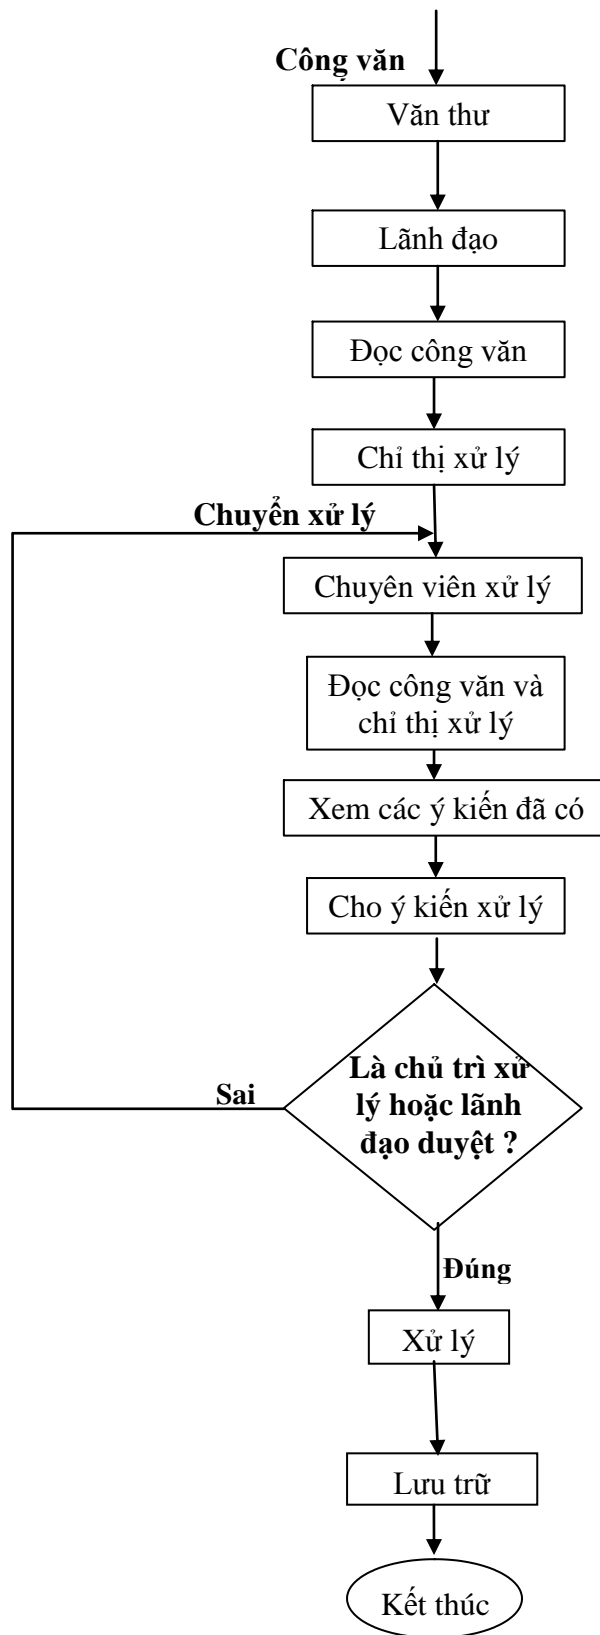 Công văn
Văn thư
Lãnh đạo
Đọc công văn
Chỉ thị xử lý
Chuyển xử lý
Chuyên viên xử lý
Đọc công văn và
chỉ thị xử lý
Xem các ý kiến đã có
Cho ý kiến xử lý
Là chủ trì xử
lý hoặc lãnh
đạo duyệt ?
Sai
Đúng
Xử lý
Lưu trữ
Kết thúc